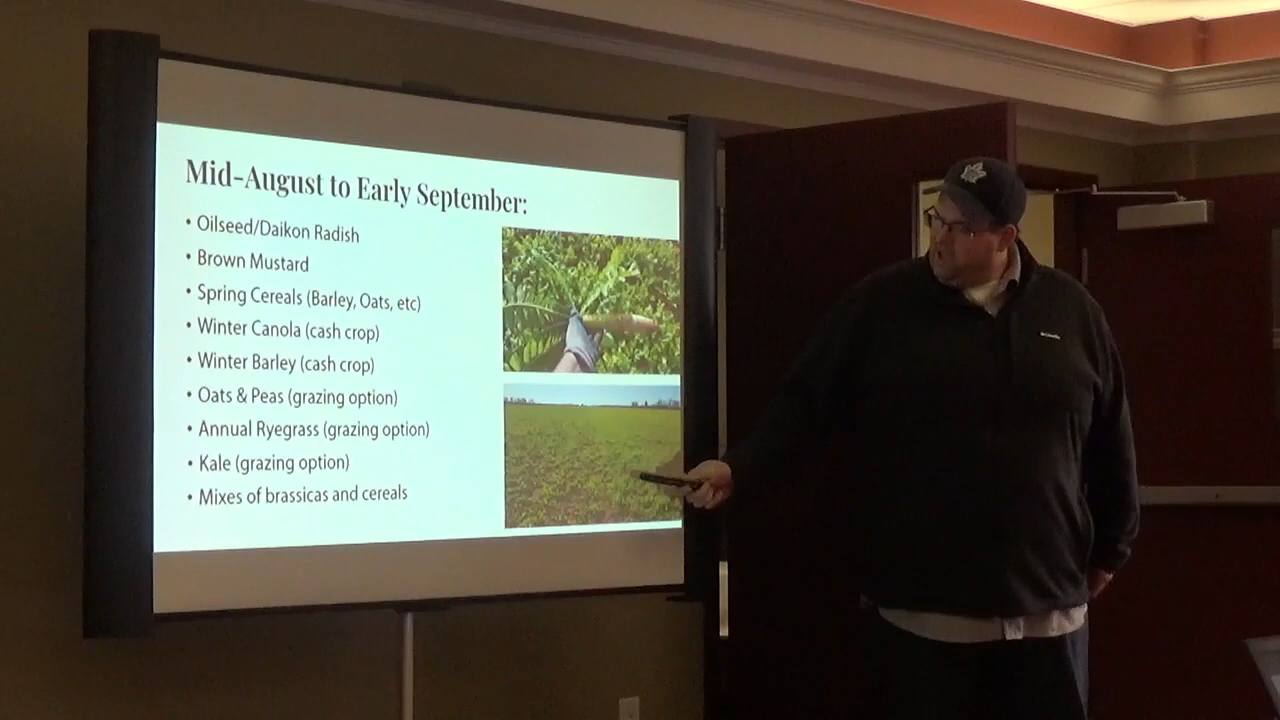 Mid-August to Early September:
• Oilseed/Daikon Radish
• Brown Mustard
• Spring Cereals (Barley, Oats, etc)
• Winter Canola (cash crop)
• Winter Barley (cash crop)
• Oats & Peas (grazing option)
• Annual Ryegrass (grazing option)
• Kale (grazing option)
• Mixes of brassicas and cereals